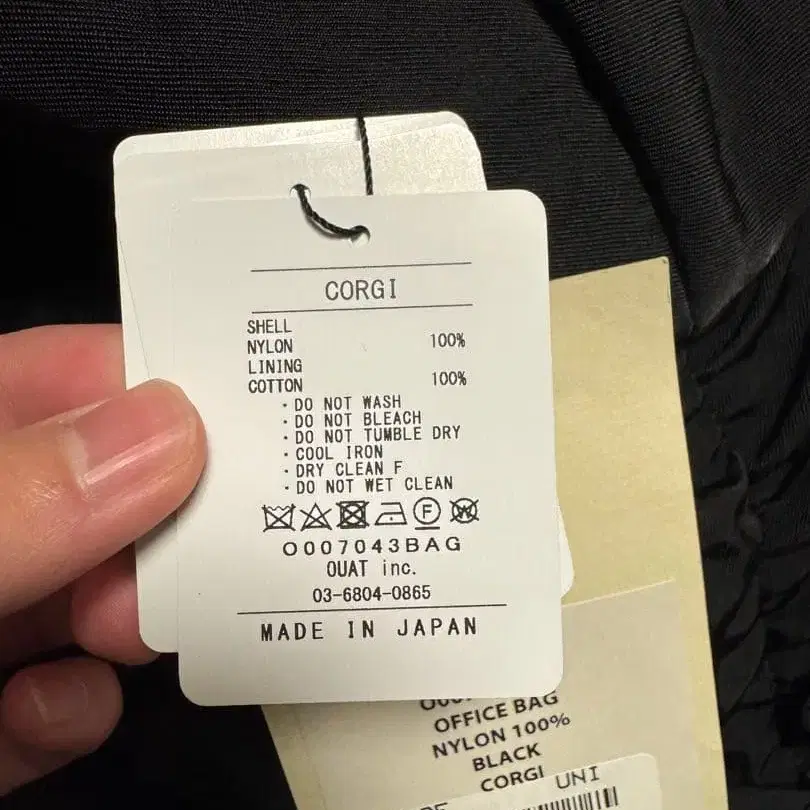 CORGI
SHELL
NYLON 100%
LINING
COTTON 100%
・DO NOT WASH
・DO NOT BLEACH
・DO NOT TUMBLE DRY
・COOL IRON
・DRY CLEAN F
・DO NOT WET CLEAN
F W
O007043BAG
OUAT inc.
03-6804-0865
MADE IN JAPAN
OFFICE BAG
NYLON 100%
BLACK
CORGI
UNI